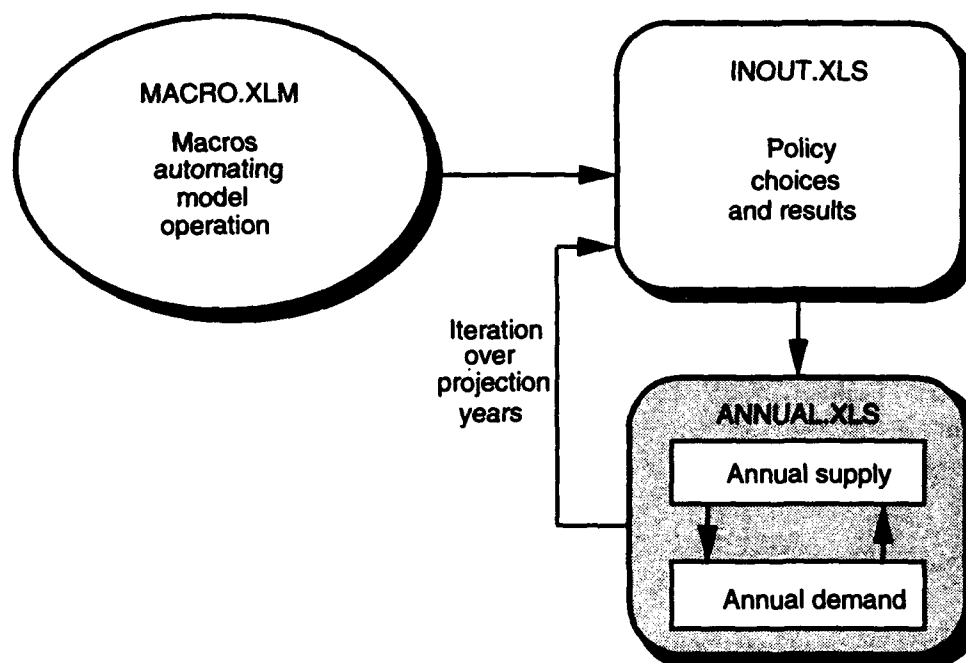 MACRO.XLM
Macros
automating
model
operation
INOUT.XLS
Policy
choices
and results
Iteration
over
projection
years
ANNUAL.XLS
Annual supply
Annual demand